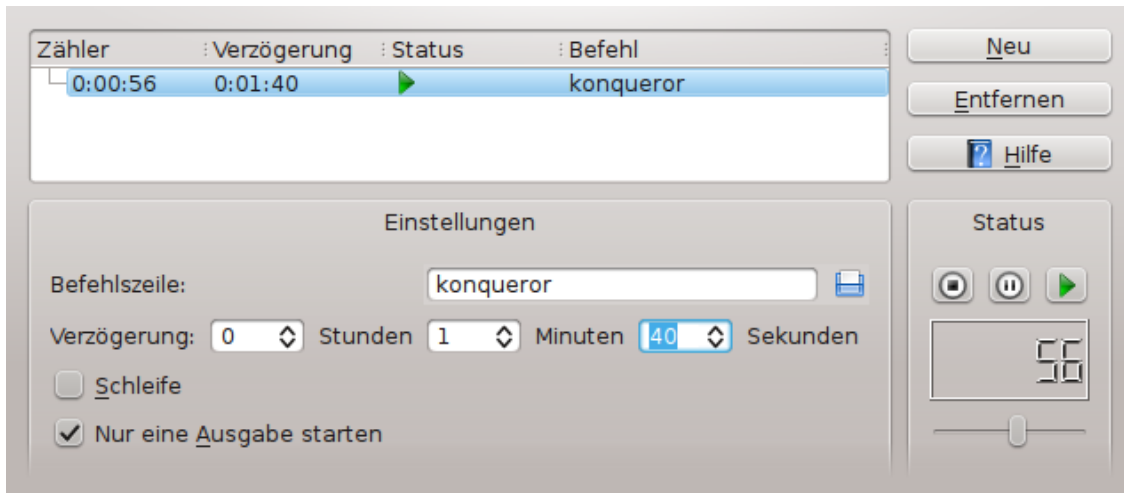 Zähler Verzögerung Status Befehl
0:00:56 0:01:40 konqueror
Neu
Entfernen
Hilfe
Einstellungen
Befehlszeile: konqueror
Verzögerung: 0 Stunden 1 Minuten 40 Sekunden
Schleife
Nur eine Ausgabe starten
Status
56